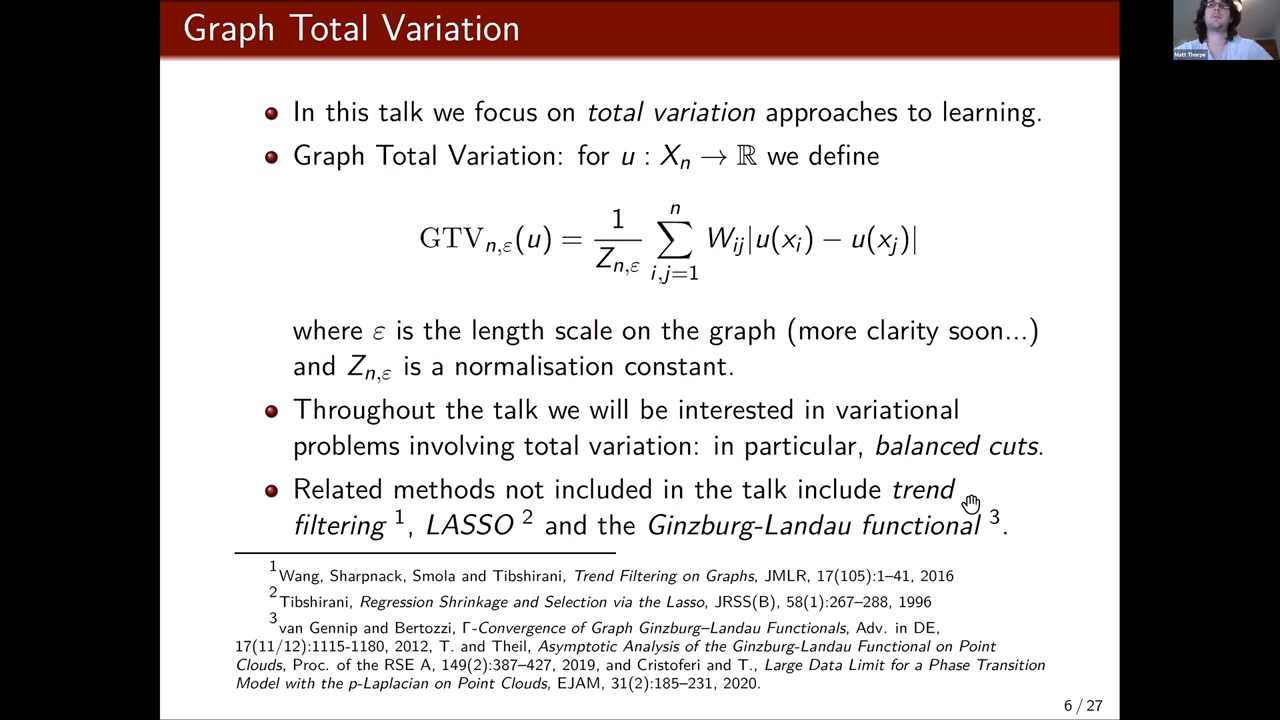 Graph Total Variation
Matt Thorpe
In this talk we focus on total variation approaches to learning.
Graph Total Variation: for u : Xₙ → ℝ we define
GTVₙ,ε(u) = 1/Zₙ,ε ∑ⁿᵢ,ⱼ₌₁ Wᵢⱼ|u(xᵢ) − u(xⱼ)|
where ε is the length scale on the graph (more clarity soon...)
and Zₙ,ε is a normalisation constant.
Throughout the talk we will be interested in variational
problems involving total variation: in particular, balanced cuts.
Related methods not included in the talk include trend
filtering ¹, LASSO ² and the Ginzburg-Landau functional ³.
¹Wang, Sharpnack, Smola and Tibshirani, Trend Filtering on Graphs, JMLR, 17(105):1–41, 2016
²Tibshirani, Regression Shrinkage and Selection via the Lasso, JRSS(B), 58(1):267–288, 1996
³van Gennip and Bertozzi, Γ-Convergence of Graph Ginzburg–Landau Functionals, Adv. in DE,
17(11/12):1115-1180, 2012, T. and Theil, Asymptotic Analysis of the Ginzburg-Landau Functional on Point
Clouds, Proc. of the RSE A, 149(2):387–427, 2019, and Cristoferi and T., Large Data Limit for a Phase Transition
Model with the p-Laplacian on Point Clouds, EJAM, 31(2):185–231, 2020.
6 / 27